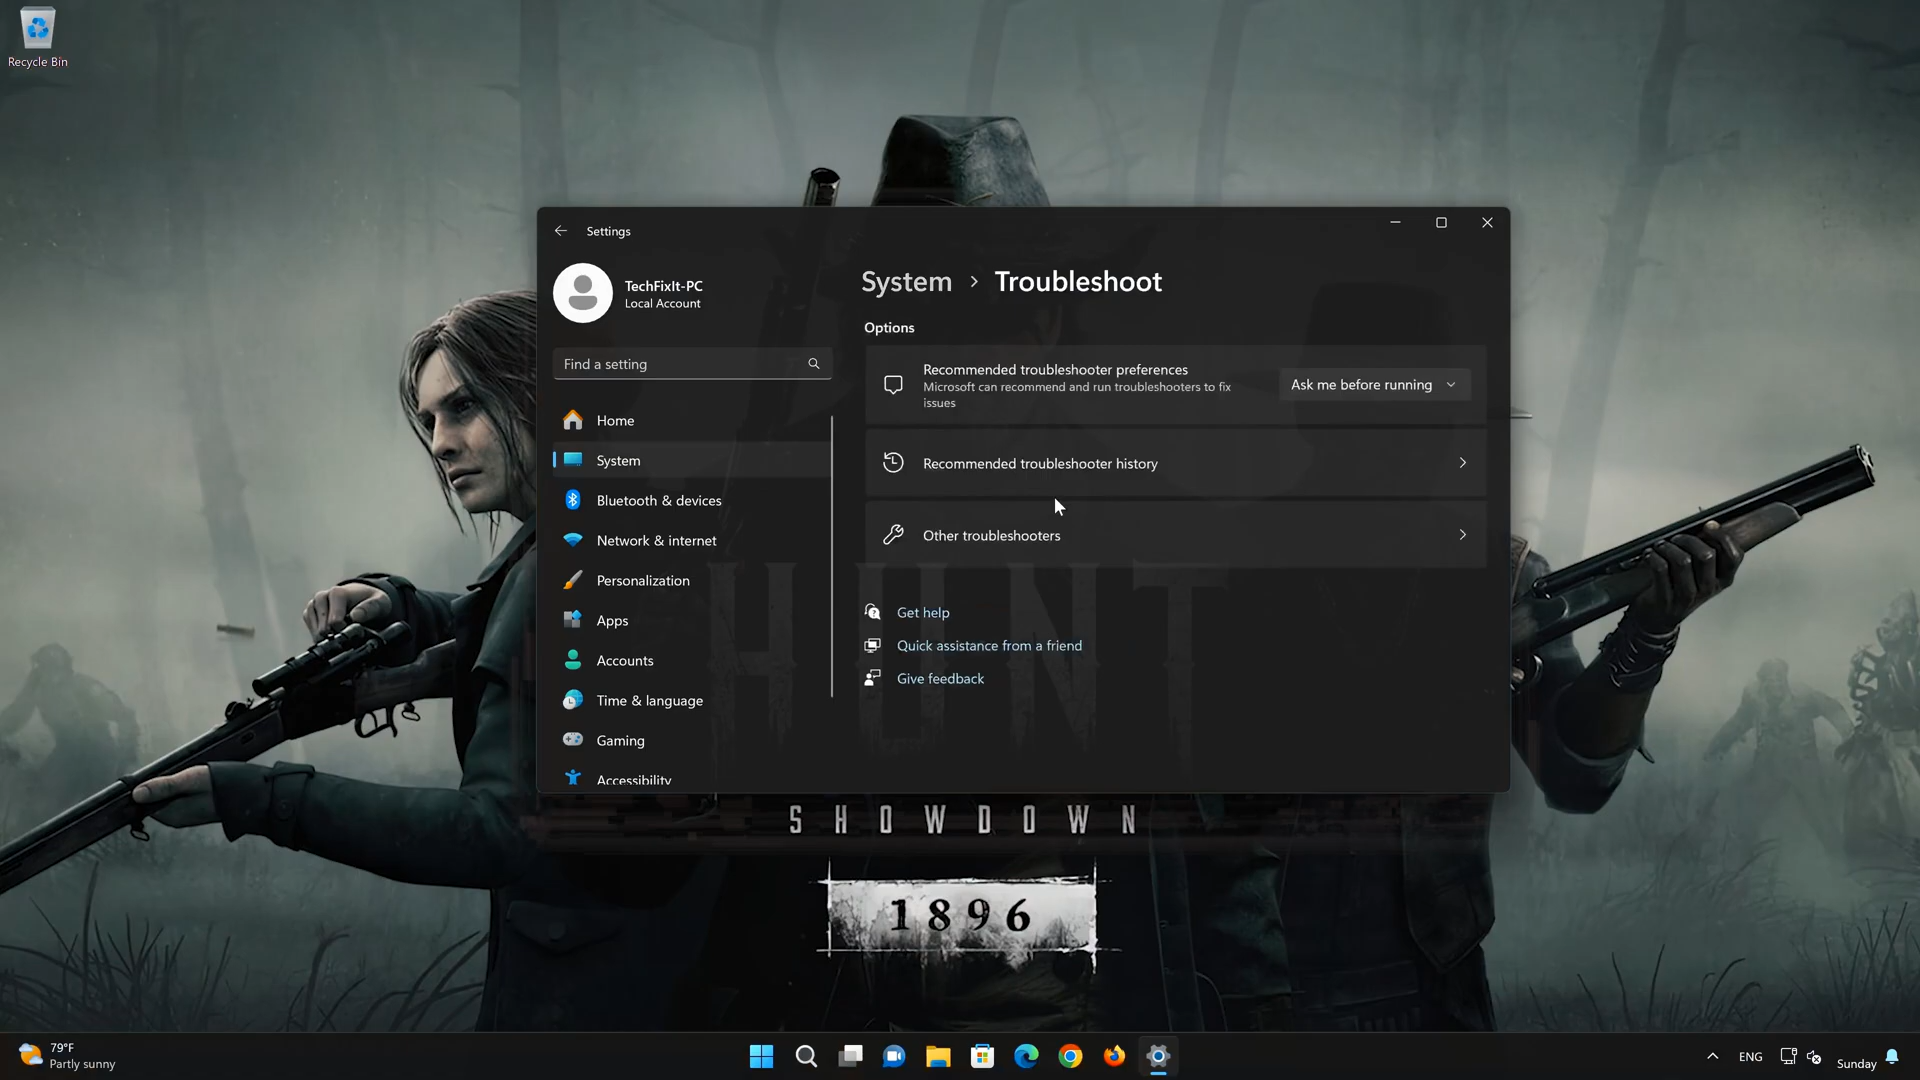 Recycle Bin
Settings
TechFixIt-PC
Local Account
Find a setting
Home
System
Bluetooth & devices
Network & internet
Personalization
Apps
Accounts
Time & language
Gaming
Accessibility
System > Troubleshoot
Options
Recommended troubleshooter preferences
Microsoft can recommend and run troubleshooters to fix
issues
Ask me before running
Recommended troubleshooter history
Other troubleshooters
Get help
Quick assistance from a friend
Give feedback
HUNT
SHOWDOWN
1896
79°F
Partly sunny
ENG
Sunday